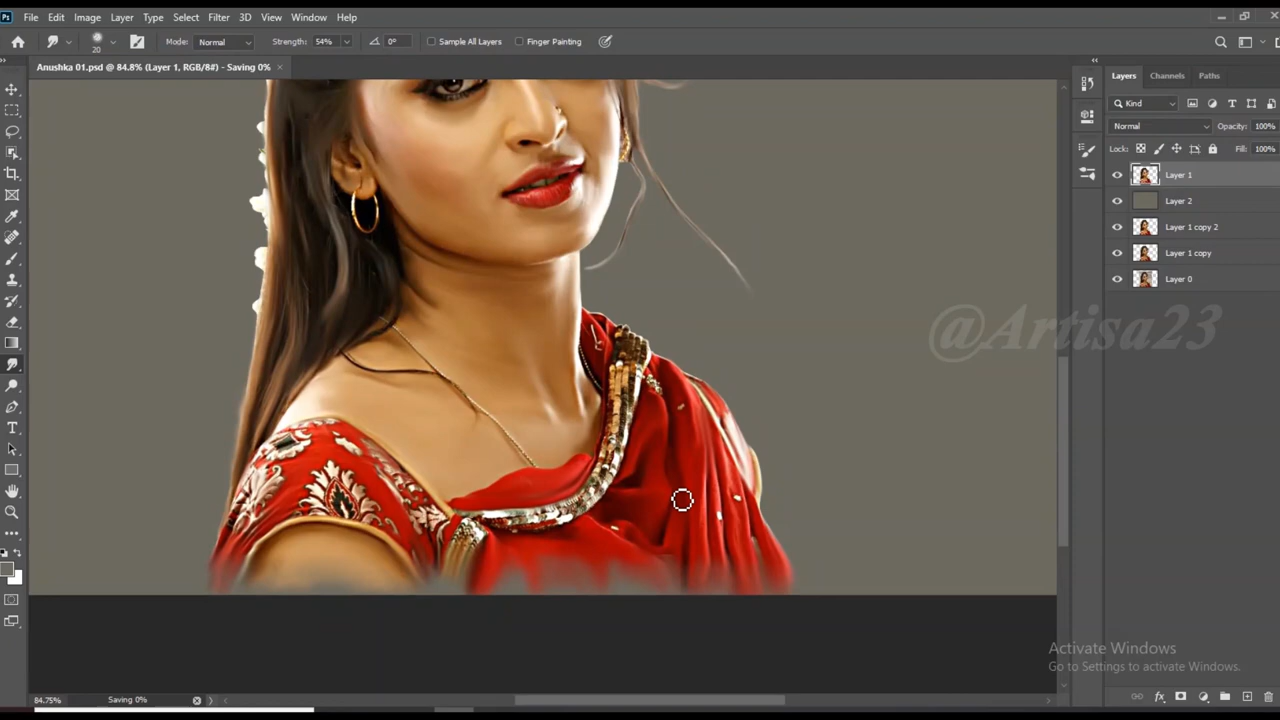 Ps File Edit Image Layer Type Select Filter 3D View Window Help
20 Mode: Normal Strength: 54% 0° Sample All Layers Finger Painting
Anushka 01.psd @ 84.8% (Layer 1, RGB/8#) - Saving 0% ×
Layers Channels Paths
Kind
Normal Opacity: 100%
Lock: Fill: 100%
Layer 1
Layer 2
Layer 1 copy 2
Layer 1 copy
Layer 0
@Artisa23
Activate Windows
Go to Settings to activate Windows.
84.75% Saving 0%